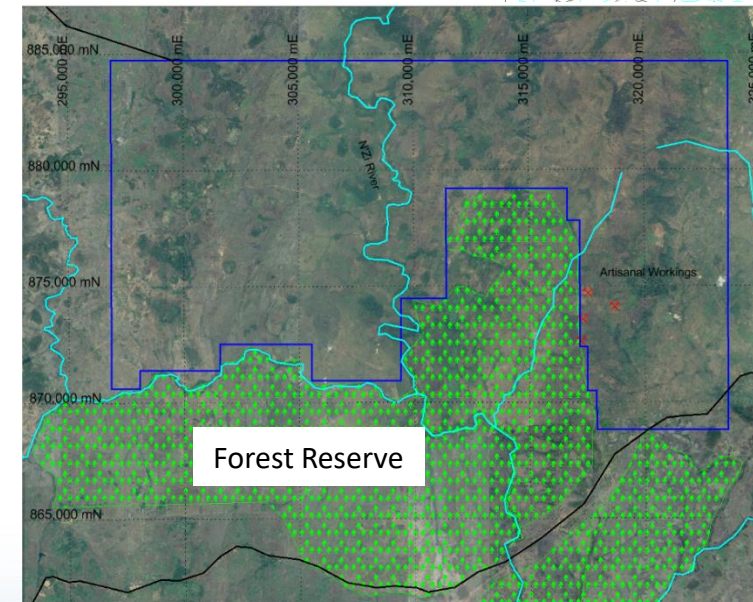 885,000 mN
295,000 mE
300,000 mE
305,000 mE
310,000 mE
315,000 mE
320,000 mE
N'Zi River
880,000 mN
875,000 mN
Artisanal Workings
870,000 mN
Forest Reserve
865,000 mN